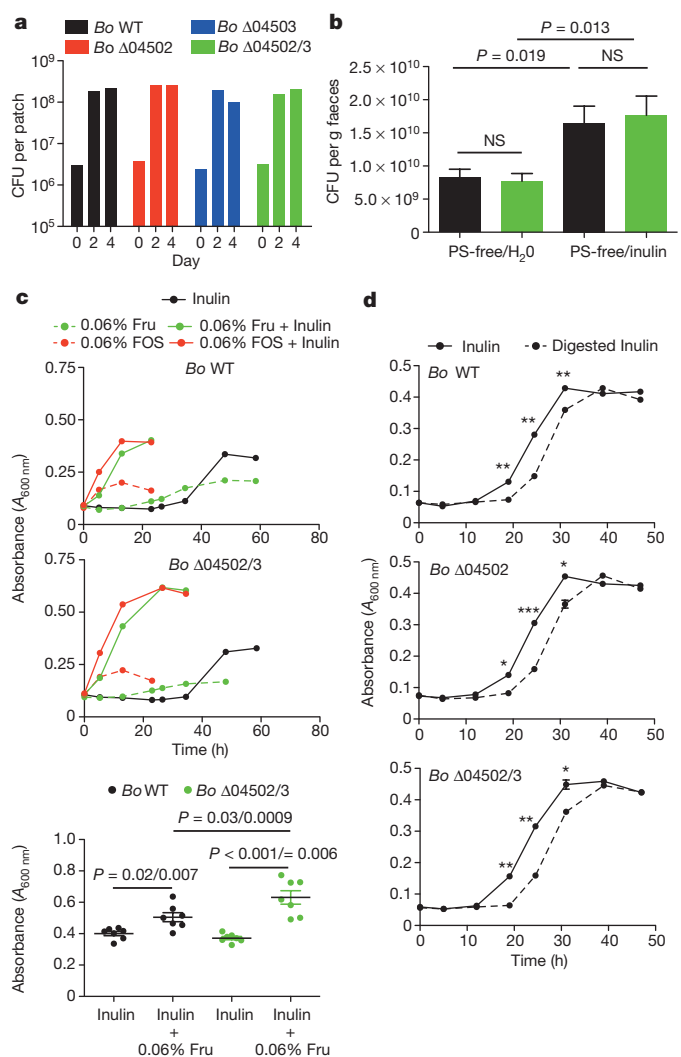 a
Bo WT Bo Δ04503
Bo Δ04502 Bo Δ04502/3
CFU per patch
10⁹
10⁸
10⁷
10⁶
10⁵
0 2 4 0 2 4 0 2 4 0 2 4
Day
b
P = 0.013
P = 0.019 NS
NS
CFU per g faeces
2.5 × 10¹⁰
2.0 × 10¹⁰
1.5 × 10¹⁰
1.0 × 10¹⁰
5.0 × 10⁹
0
PS-free/H₂0 PS-free/inulin
c
Inulin
0.06% Fru 0.06% Fru + Inulin
0.06% FOS 0.06% FOS + Inulin
Bo WT
0.75
0.50
0.25
0
0 20 40 60 80
Absorbance (A600 nm)
Bo Δ04502/3
0.75
0.50
0.25
0
0 20 40 60 80
Time (h)
Bo WT Bo Δ04502/3
P = 0.03/0.0009
P = 0.02/0.007 P < 0.001/= 0.006
Absorbance (A600 nm)
1.0
0.8
0.6
0.4
0.2
0
Inulin Inulin Inulin Inulin
+ +
0.06% Fru 0.06% Fru
d
Inulin Digested Inulin
Bo WT
0.5
0.4
0.3
0.2
0.1
0
** ** **
0 10 20 30 40 50
Absorbance (A600 nm)
Bo Δ04502
0.5
0.4
0.3
0.2
0.1
0
* *** *
0 10 20 30 40 50
Bo Δ04502/3
0.5
0.4
0.3
0.2
0.1
0
** ** *
0 10 20 30 40 50
Time (h)